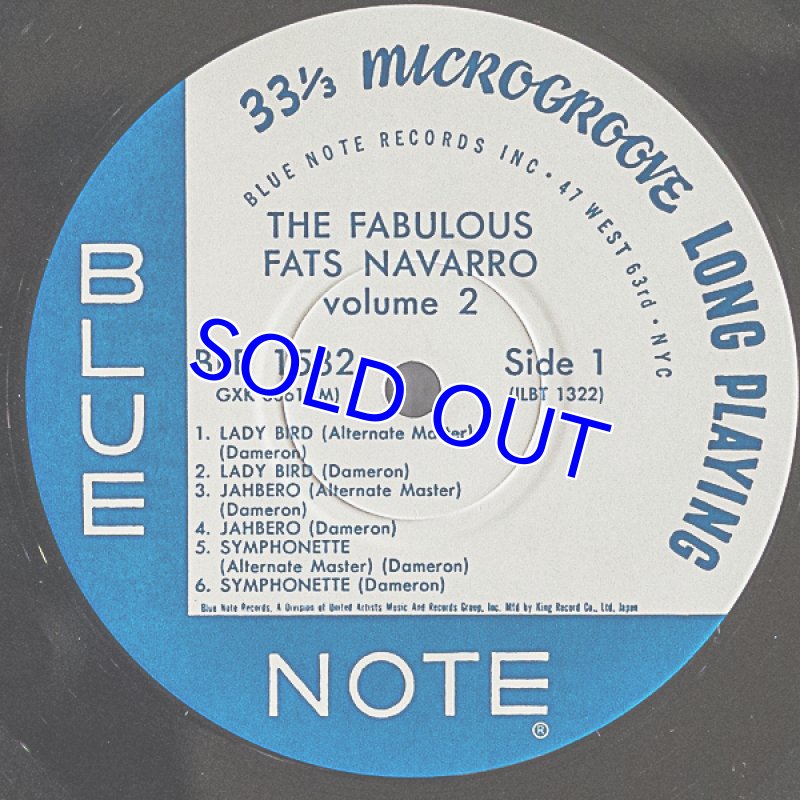 33⅓ MICROGROOVE LONG PLAYING
BLUE NOTE RECORDS INC • 47 WEST 63rd • NYC
THE FABULOUS
FATS NAVARRO
volume 2
1532
Side 1
GXK M)
(ILBT 1322)
SOLD OUT
1. LADY BIRD (Alternate Master)
(Dameron)
2. LADY BIRD (Dameron)
3. JAHBERO (Alternate Master)
(Dameron)
4. JAHBERO (Dameron)
5. SYMPHONETTE
(Alternate Master) (Dameron)
6. SYMPHONETTE (Dameron)
Blue Note Records, A Division of United Artists Music And Records Group, Inc. Mfd by King Record Co., Ltd, Japan
BLUE
NOTE
®